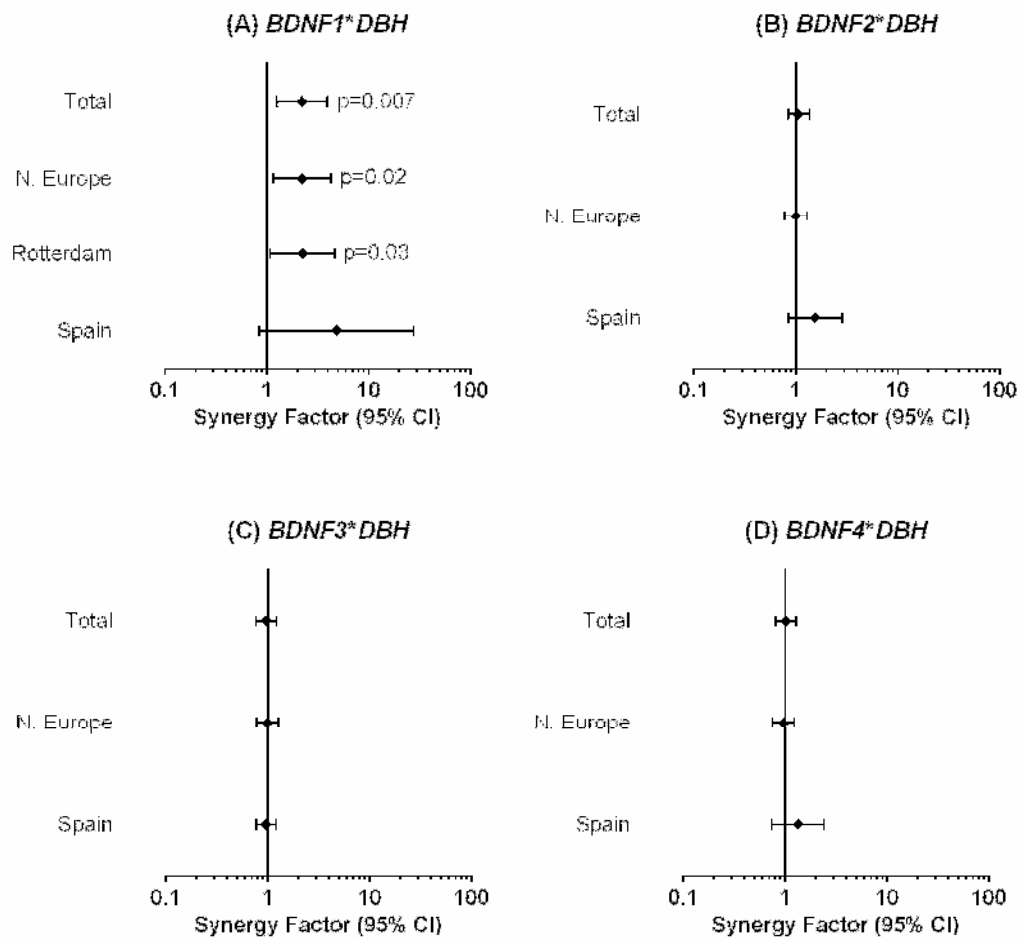 (A) BDNF1*DBH
Total
p=0.007
N. Europe
p=0.02
Rotterdam
p=0.03
Spain
0.1 1 10 100
Synergy Factor (95% CI)
(B) BDNF2*DBH
Total
N. Europe
Spain
0.1 1 10 100
Synergy Factor (95% CI)
(C) BDNF3*DBH
Total
N. Europe
Spain
0.1 1 10 100
Synergy Factor (95% CI)
(D) BDNF4*DBH
Total
N. Europe
Spain
0.1 1 10 100
Synergy Factor (95% CI)